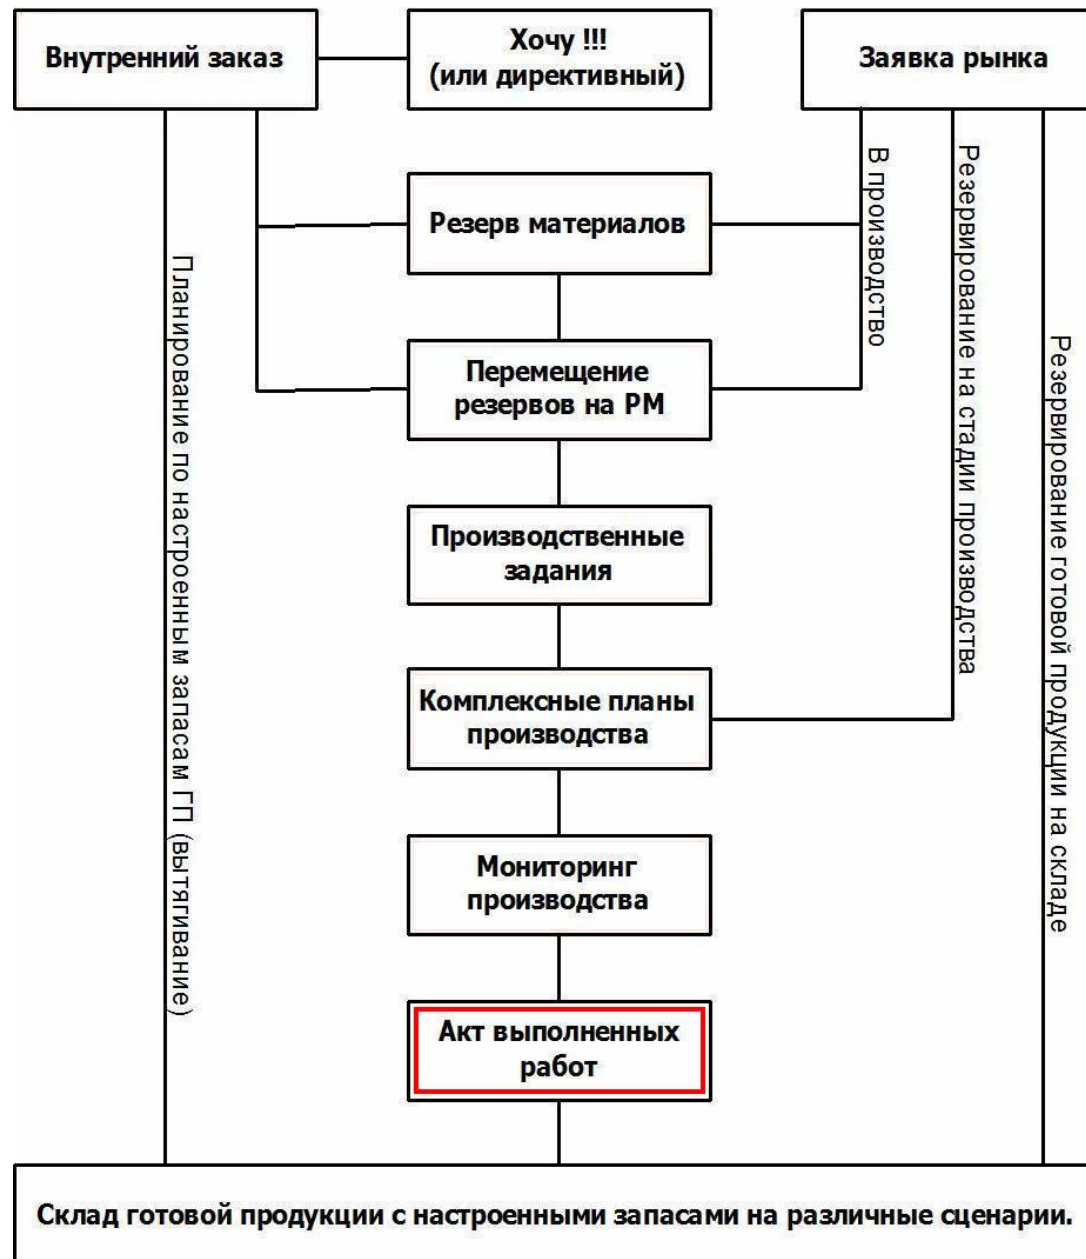 Внутренний заказ
Хочу !!!
(или директивный)
Заявка рынка
Резерв материалов
Перемещение
резервов на РМ
Производственные
задания
Комплексные планы
производства
Мониторинг
производства
Акт выполненных
работ
Планирование по настроенным запасам ГП (вытягивание)
В производство
Резервирование на стадии производства
Резервирование готовой продукции на складе
Склад готовой продукции с настроенными запасами на различные сценарии.